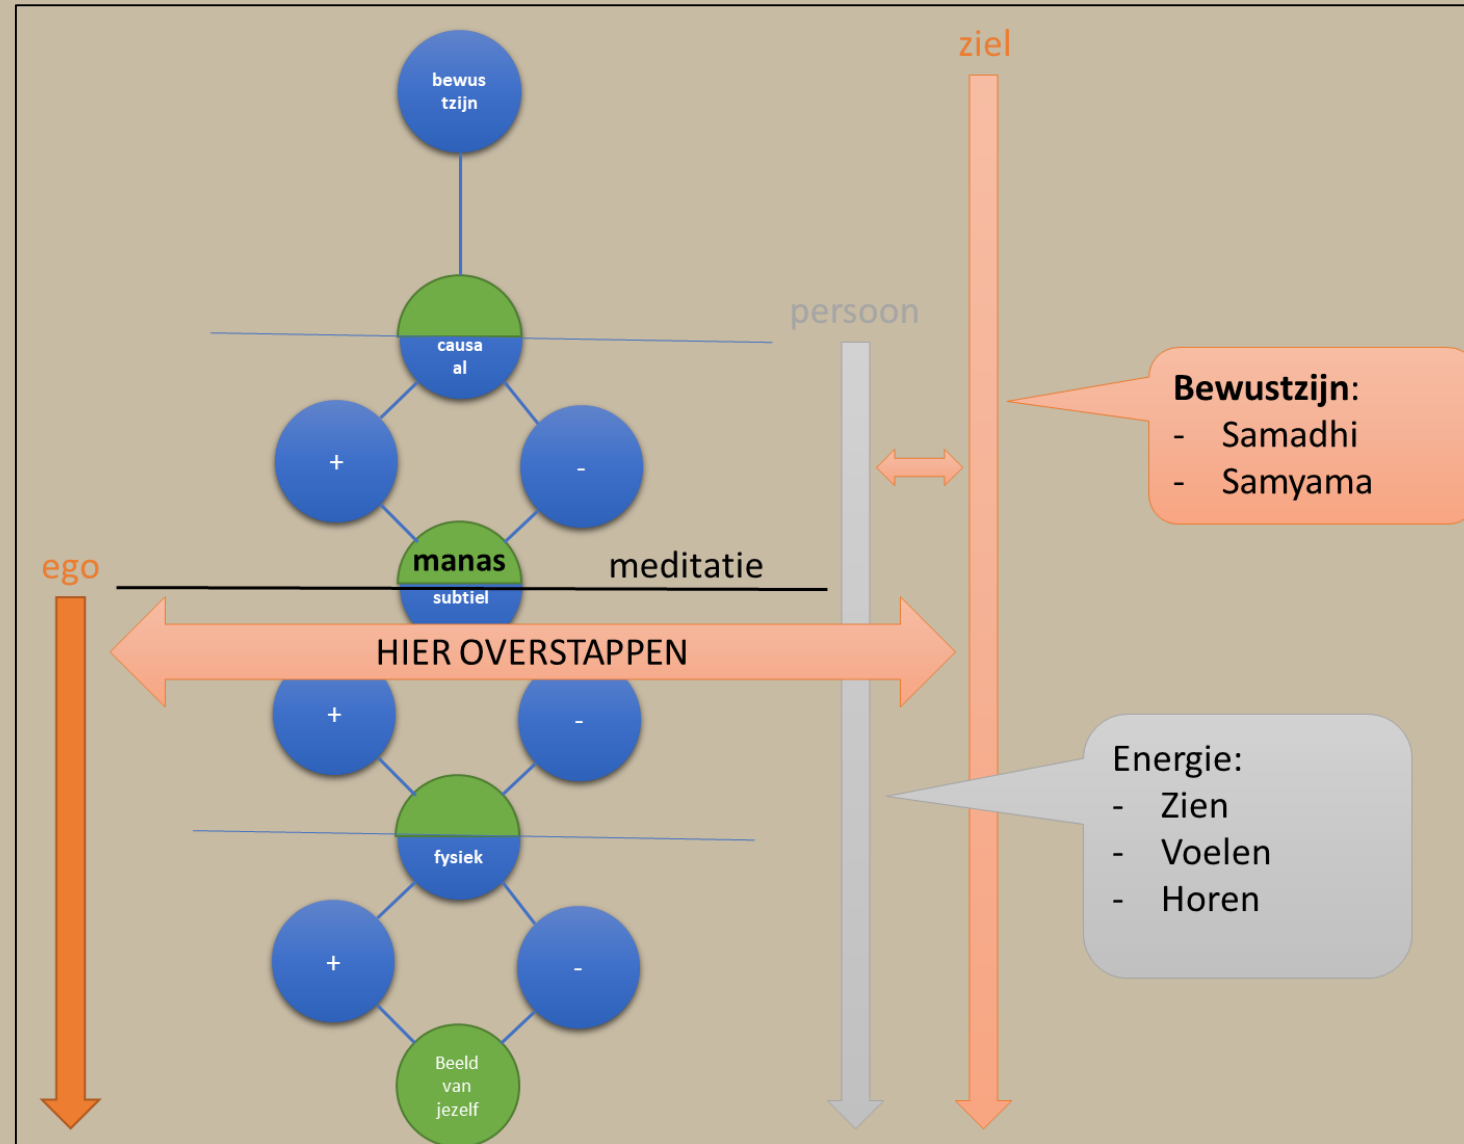 ziel
bewus
tzijn
persoon
causa
al
Bewustzijn:
- Samadhi
- Samyama
+
-
manas
meditatie
ego
subtiel
HIER OVERSTAPPEN
+
-
Energie:
- Zien
- Voelen
- Horen
fysiek
+
-
Beeld
van
jezelf